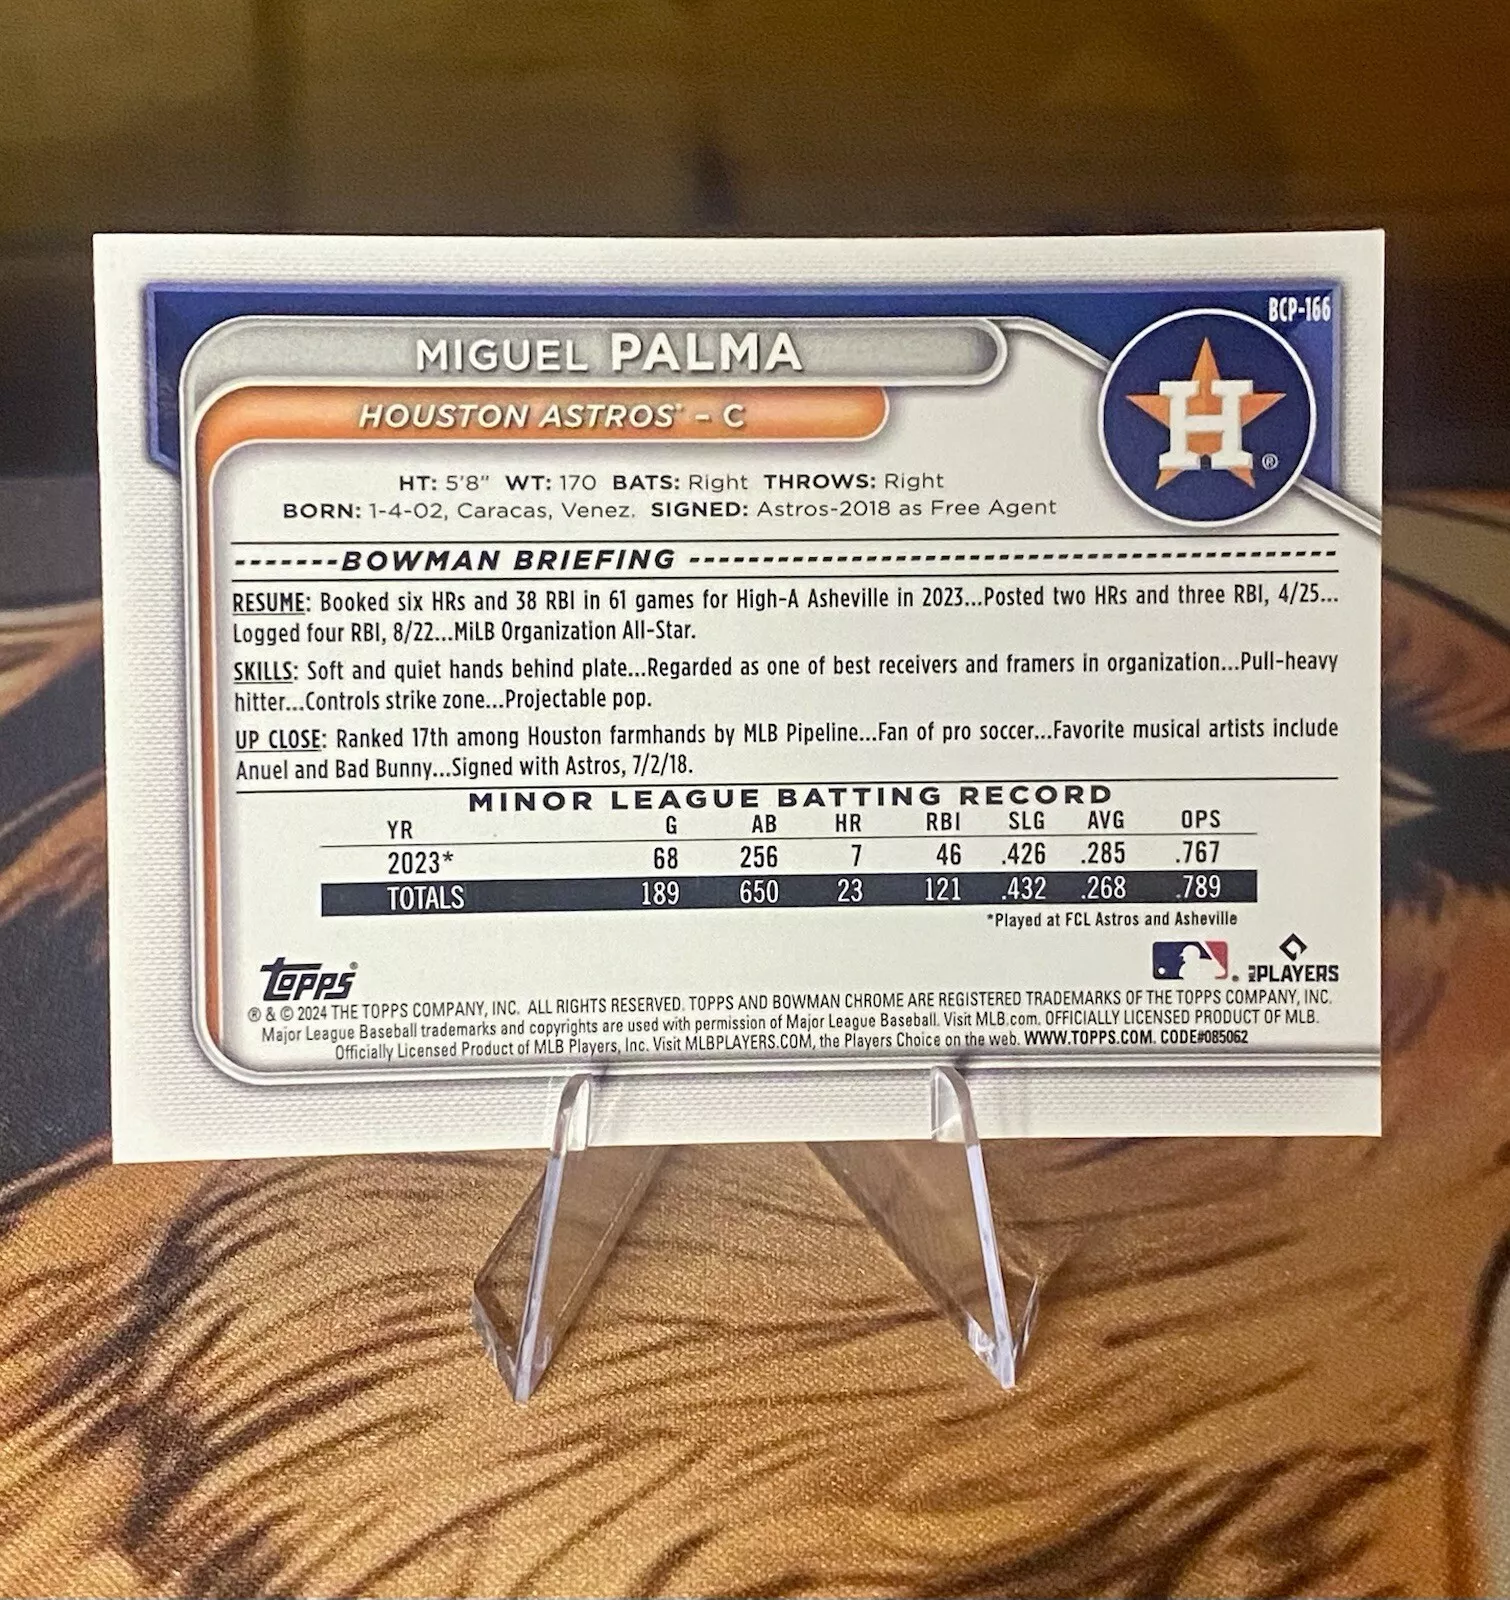 BCP-166
MIGUEL PALMA
HOUSTON ASTROS - C
H ®
HT: 5'8" WT: 170 BATS: Right THROWS: Right
BORN: 1-4-02, Caracas, Venez. SIGNED: Astros-2018 as Free Agent
-------BOWMAN BRIEFING --------------------------------------------
RESUME: Booked six HRs and 38 RBI in 61 games for High-A Asheville in 2023...Posted two HRs and three RBI, 4/25...
Logged four RBI, 8/22...MiLB Organization All-Star.
SKILLS: Soft and quiet hands behind plate...Regarded as one of best receivers and framers in organization...Pull-heavy
hitter...Controls strike zone...Projectable pop.
UP CLOSE: Ranked 17th among Houston farmhands by MLB Pipeline...Fan of pro soccer...Favorite musical artists include
Anuel and Bad Bunny...Signed with Astros, 7/2/18.
MINOR LEAGUE BATTING RECORD
YR G AB HR RBI SLG AVG OPS
2023* 68 256 7 46 .426 .285 .767
TOTALS 189 650 23 121 .432 .268 .789
*Played at FCL Astros and Asheville
Topps® PLAYERS
® & © 2024 THE TOPPS COMPANY, INC. ALL RIGHTS RESERVED. TOPPS AND BOWMAN CHROME ARE REGISTERED TRADEMARKS OF THE TOPPS COMPANY, INC.
Major League Baseball trademarks and copyrights are used with permission of Major League Baseball. Visit MLB.com. OFFICIALLY LICENSED PRODUCT OF MLB.
Officially Licensed Product of MLB Players, Inc. Visit MLBPLAYERS.COM, the Players Choice on the web. WWW.TOPPS.COM. CODE#085062